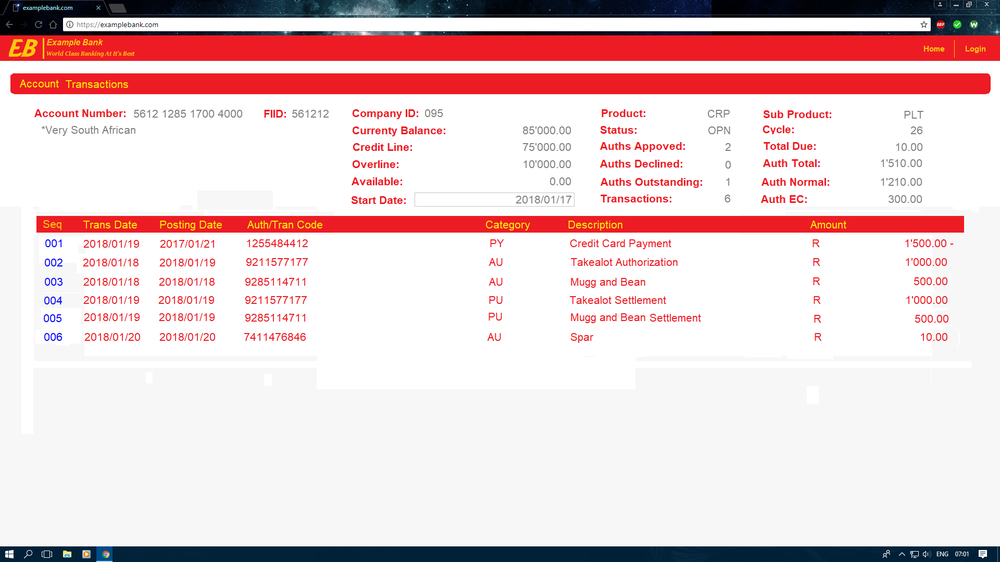 examplebank.com
https://examplebank.com
ABP
W
EB
Example Bank
World Class Banking At It's Best
Home
Login
Account Transactions
Account Number: 5612 1285 1700 4000 FIID: 561212
*Very South African
Company ID: 095
Currenty Balance: 85'000.00
Credit Line: 75'000.00
Overline: 10'000.00
Available: 0.00
Start Date: 2018/01/17
Product: CRP
Status: OPN
Auths Appoved: 2
Auths Declined: 0
Auths Outstanding: 1
Transactions: 6
Sub Product: PLT
Cycle: 26
Total Due: 10.00
Auth Total: 1'510.00
Auth Normal: 1'210.00
Auth EC: 300.00
Seq Trans Date Posting Date Auth/Tran Code Category Description Amount
001 2018/01/19 2017/01/21 1255484412 PY Credit Card Payment R 1'500.00 -
002 2018/01/18 2018/01/19 9211577177 AU Takealot Authorization R 1'000.00
003 2018/01/18 2018/01/18 9285114711 AU Mugg and Bean R 500.00
004 2018/01/19 2018/01/19 9211577177 PU Takealot Settlement R 1'000.00
005 2018/01/19 2018/01/19 9285114711 PU Mugg and Bean Settlement R 500.00
006 2018/01/20 2018/01/20 7411476846 AU Spar R 10.00
ENG 07:01